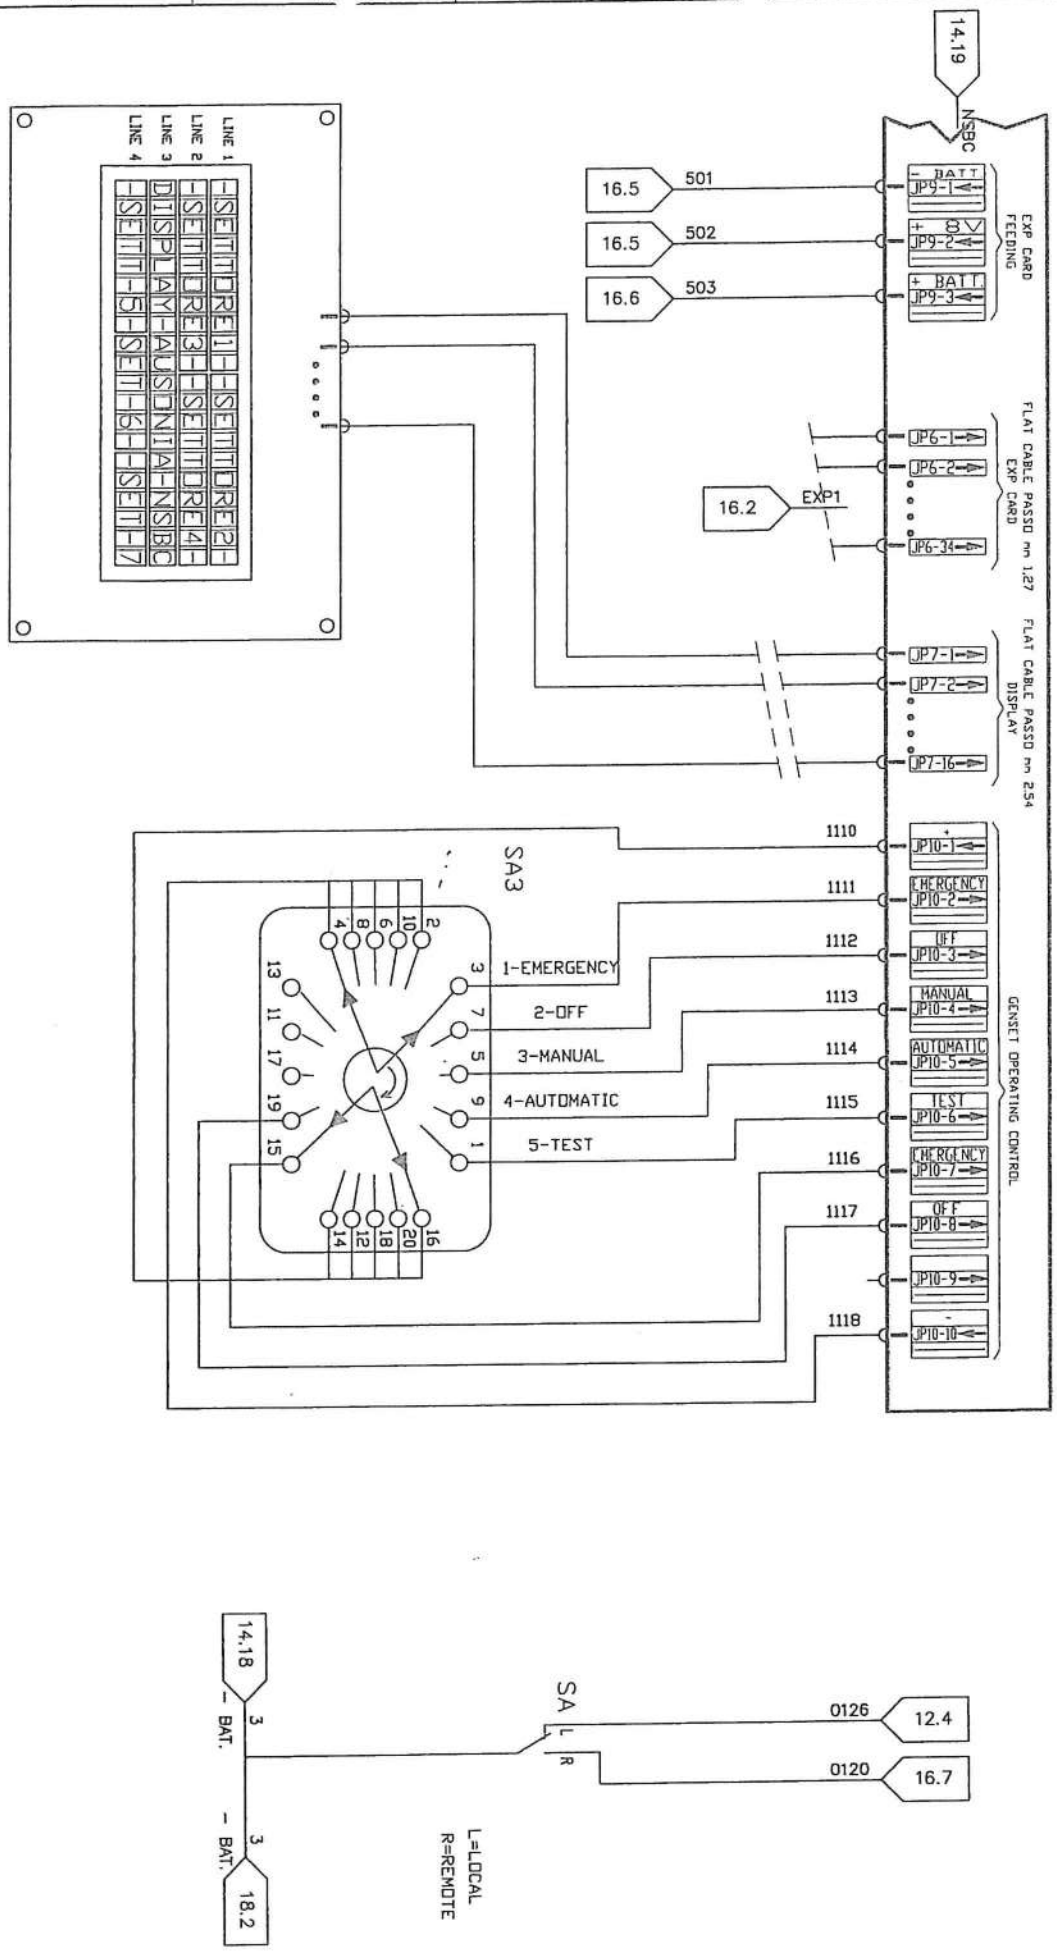 14.19
NSBC
EXP CARD
FEEDING
- BATT
JP9-1
+ 8V
JP9-2
+ BATT.
JP9-3
16.5
501
16.5
502
16.6
503
FLAT CABLE PASSO mm 1,27
EXP CARD
JP6-1
JP6-2
JP6-34
16.2
EXP1
FLAT CABLE PASSO mm 2.54
DISPLAY
JP7-1
JP7-2
JP7-16
LINE 1
-SETTORE1--SETTORE2-
LINE 2
-SETTORE3--SETTORE4-
LINE 3
DISPLAY-AUSONIA-NSBC
LINE 4
-SETT-5-SET-6--SET-7
GENSET OPERATING CONTROL
+
JP10-1
EMERGENCY
JP10-2
OFF
JP10-3
MANUAL
JP10-4
AUTOMATIC
JP10-5
TEST
JP10-6
EMERGENCY
JP10-7
OFF
JP10-8
JP10-9
-
JP10-10
1110
1111
1112
1113
1114
1115
1116
1117
1118
SA3
4 8 6 10 2
13 11 17 19 15
3 7 5 9 1
14 12 18 20 16
1-EMERGENCY
2-OFF
3-MANUAL
4-AUTOMATIC
5-TEST
14.18
- BAT.
3
- BAT.
3
18.2
SA
L
R
0126
12.4
0120
16.7
L=LOCAL
R=REMOTE